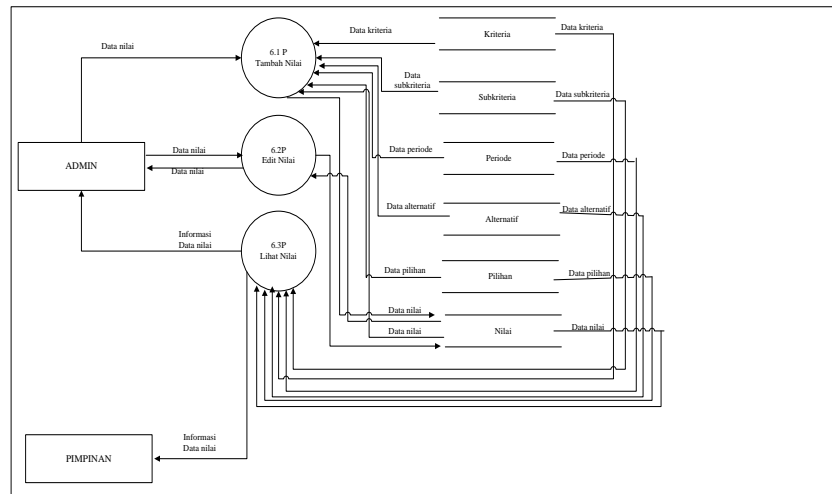 Data nilai
6.1 P
Tambah Nilai
Data kriteria
Kriteria
Data kriteria
Data
subkriteria
Subkriteria
Data subkriteria
ADMIN
Data nilai
Data nilai
6.2P
Edit Nilai
Data periode
Periode
Data periode
Data alternatif
Alternatif
Data alternatif
Informasi
Data nilai
6.3P
Lihat Nilai
Data pilihan
Pilihan
Data pilihan
Data nilai
Data nilai
Nilai
Data nilai
PIMPINAN
Informasi
Data nilai